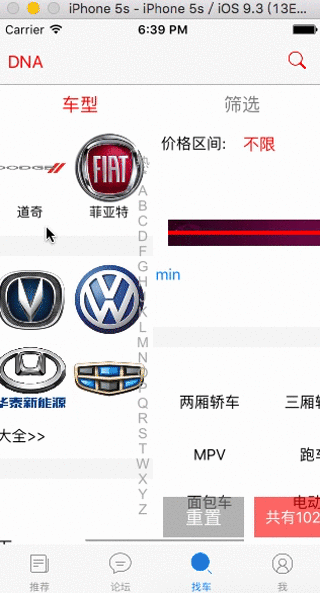 iPhone 5s - iPhone 5s / iOS 9.3 (13E...
Carrier 6:39 PM
DNA
车型 筛选
价格区间: 不限
DODGE
FIAT
道奇 菲亚特
A
B
C
D
E
F
G
H
I
J
K
L
M
N
min
华泰新能源
Q
R
S
T
W
X
Y
Z
大全>>
两厢轿车 三厢
MPV 跑车
面包车 电动
重置 共有102
推荐 论坛 找车 我